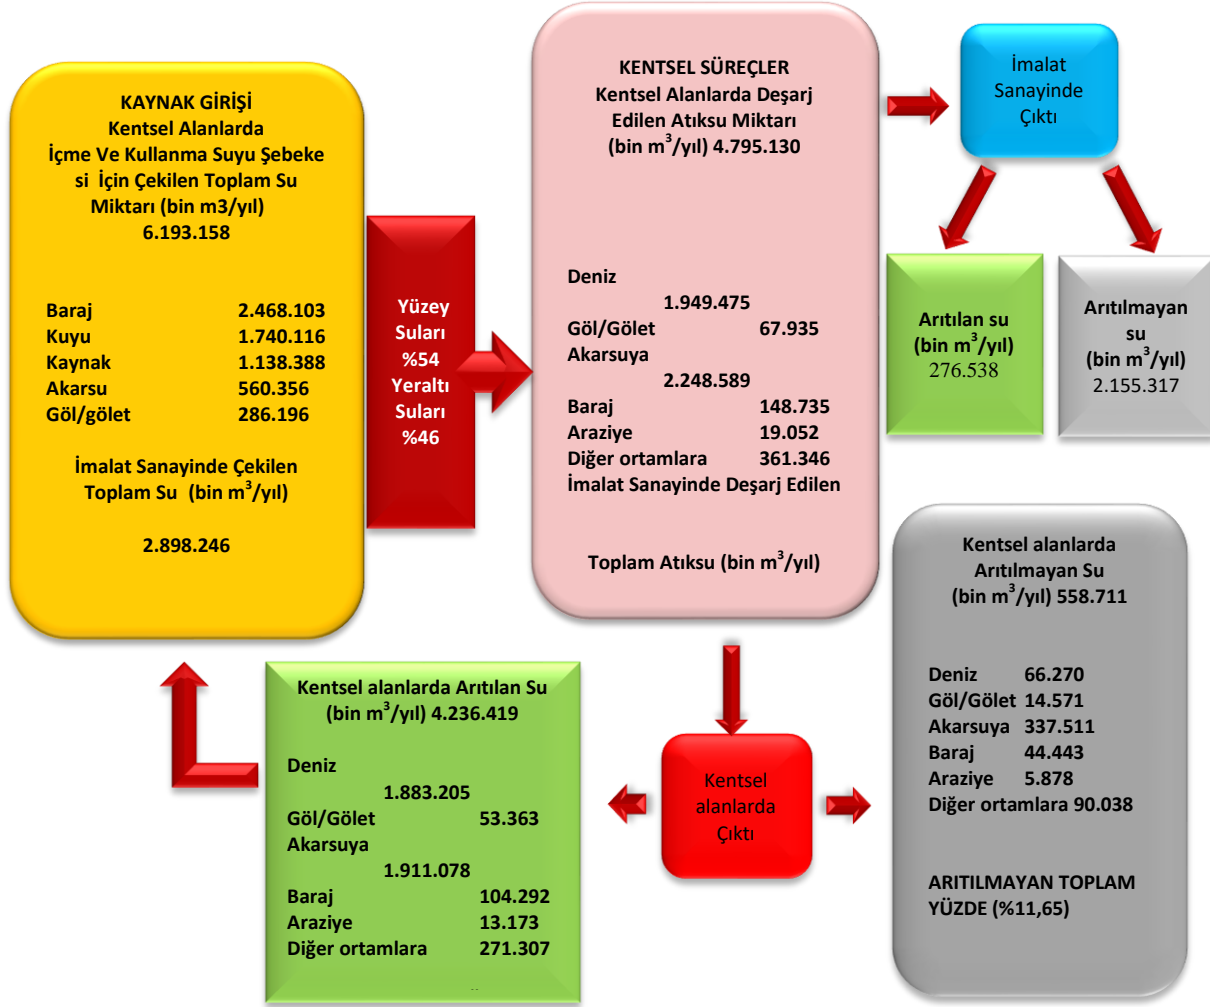 KAYNAK GİRİŞİ
Kentsel Alanlarda
İçme Ve Kullanma Suyu Şebeke
si İçin Çekilen Toplam Su
Miktarı (bin m3/yıl)
6.193.158
Baraj 2.468.103
Kuyu 1.740.116
Kaynak 1.138.388
Akarsu 560.356
Göl/gölet 286.196
İmalat Sanayinde Çekilen
Toplam Su (bin m³/yıl)
2.898.246
Yüzey
Suları
%54
Yeraltı
Suları
%46
KENTSEL SÜREÇLER
Kentsel Alanlarda Deşarj
Edilen Atıksu Miktarı
(bin m³/yıl) 4.795.130
Deniz
1.949.475
Göl/Gölet 67.935
Akarsuya
2.248.589
Baraj 148.735
Araziye 19.052
Diğer ortamlara 361.346
İmalat Sanayinde Deşarj Edilen
Toplam Atıksu (bin m³/yıl)
İmalat
Sanayinde
Çıktı
Arıtılan su
(bin m³/yıl)
276.538
Arıtılmayan
su
(bin m³/yıl)
2.155.317
Kentsel alanlarda
Arıtılmayan Su
(bin m³/yıl) 558.711
Deniz 66.270
Göl/Gölet 14.571
Akarsuya 337.511
Baraj 44.443
Araziye 5.878
Diğer ortamlara 90.038
ARITILMAYAN TOPLAM
YÜZDE (%11,65)
Kentsel
alanlarda
Çıktı
Kentsel alanlarda Arıtılan Su
(bin m³/yıl) 4.236.419
Deniz
1.883.205
Göl/Gölet 53.363
Akarsuya
1.911.078
Baraj 104.292
Araziye 13.173
Diğer ortamlara 271.307